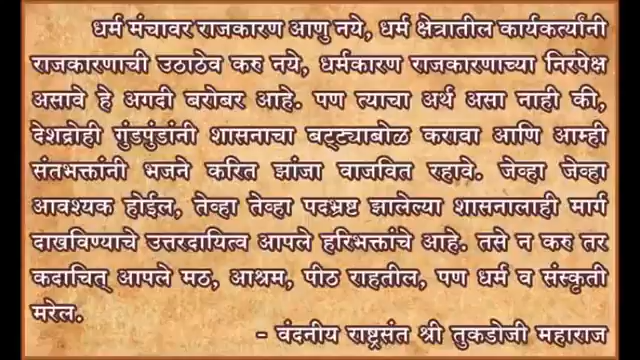 धर्म मंचावर राजकारण आणु नये, धर्म क्षेत्रातील कार्यकर्त्यांनी
राजकारणाची उठाठेव करु नये, धर्मकारण राजकारणाच्या निरपेक्ष
असावे हे अगदी बरोबर आहे. पण त्याचा अर्थ असा नाही की,
देशद्रोही गुंडपुंडांनी शासनाचा बट्ट्याबोळ करावा आणि आम्ही
संतभक्तांनी भजने करित झांजा वाजवित रहावे. जेव्हा जेव्हा
आवश्यक होईल, तेव्हा तेव्हा पदभ्रष्ट झालेल्या शासनालाही मार्ग
दाखविण्याचे उत्तरदायित्व आपले हरिभक्तांचे आहे. तसे न करु तर
कदाचित् आपले मठ, आश्रम, पीठ राहतील, पण धर्म व संस्कृती
मरेल.
- वंदनीय राष्ट्रसंत श्री तुकडोजी महाराज